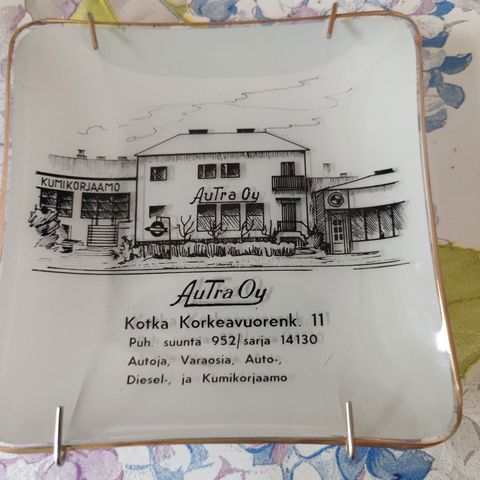 KUMIKORJAAMO
AuTra Oy
AuTra Oy
Kotka Korkeavuorenk. 11
Puh. suunta 952/sarja 14130
Autoja, Varaosia, Auto-,
Diesel-, ja Kumikorjaamo